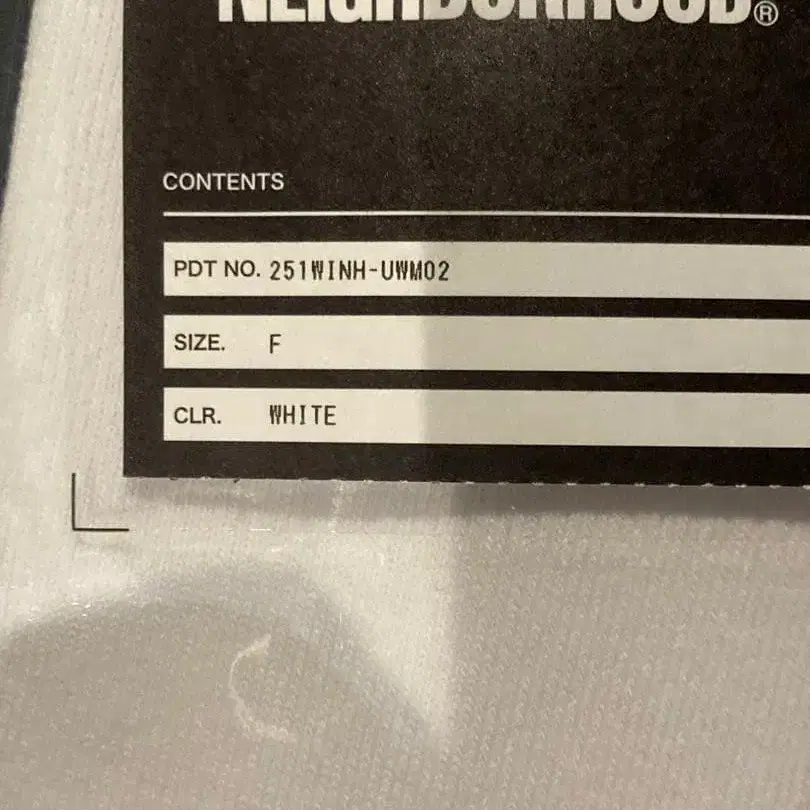 NEIGHBORHOOD®
CONTENTS
PDT NO. 251WINH-UWM02
SIZE. F
CLR. WHITE